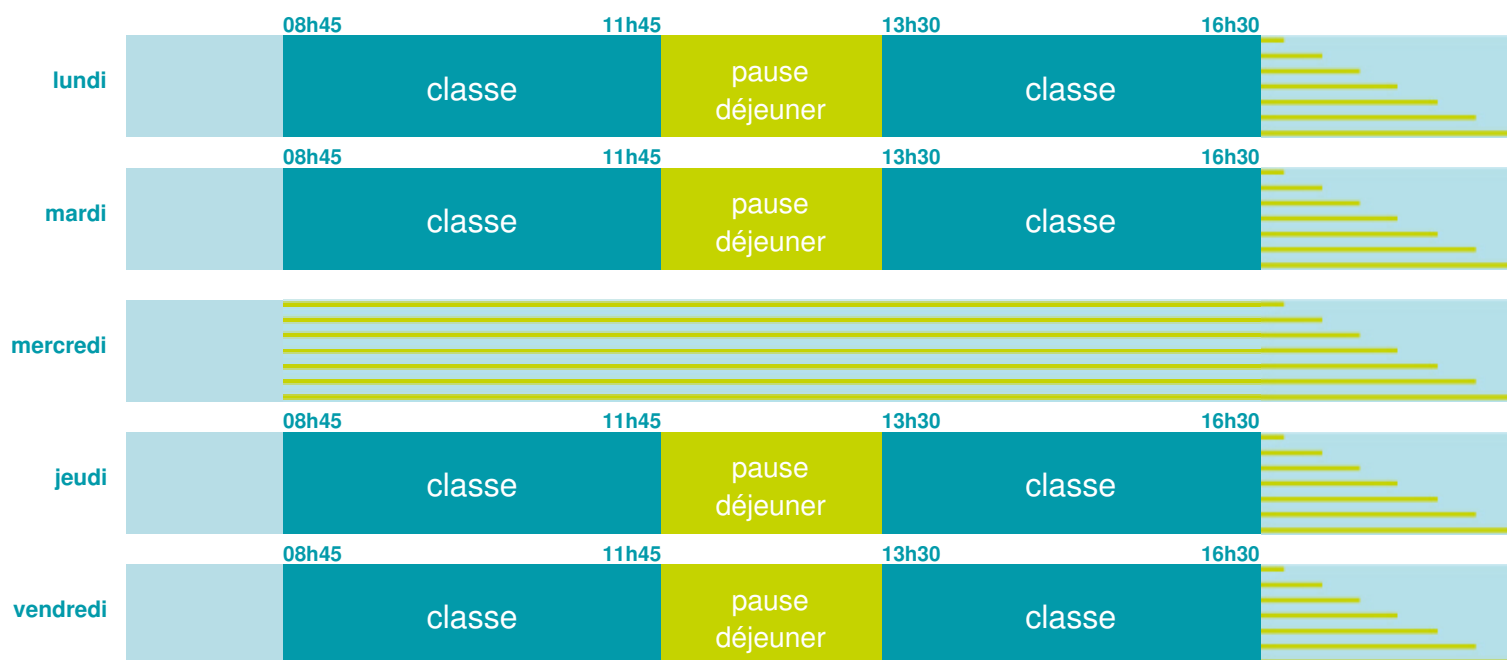 08h45 11h45 13h30 16h30
lundi classe pause déjeuner classe
08h45 11h45 13h30 16h30
mardi classe pause déjeuner classe
mercredi
08h45 11h45 13h30 16h30
jeudi classe pause déjeuner classe
08h45 11h45 13h30 16h30
vendredi classe pause déjeuner classe